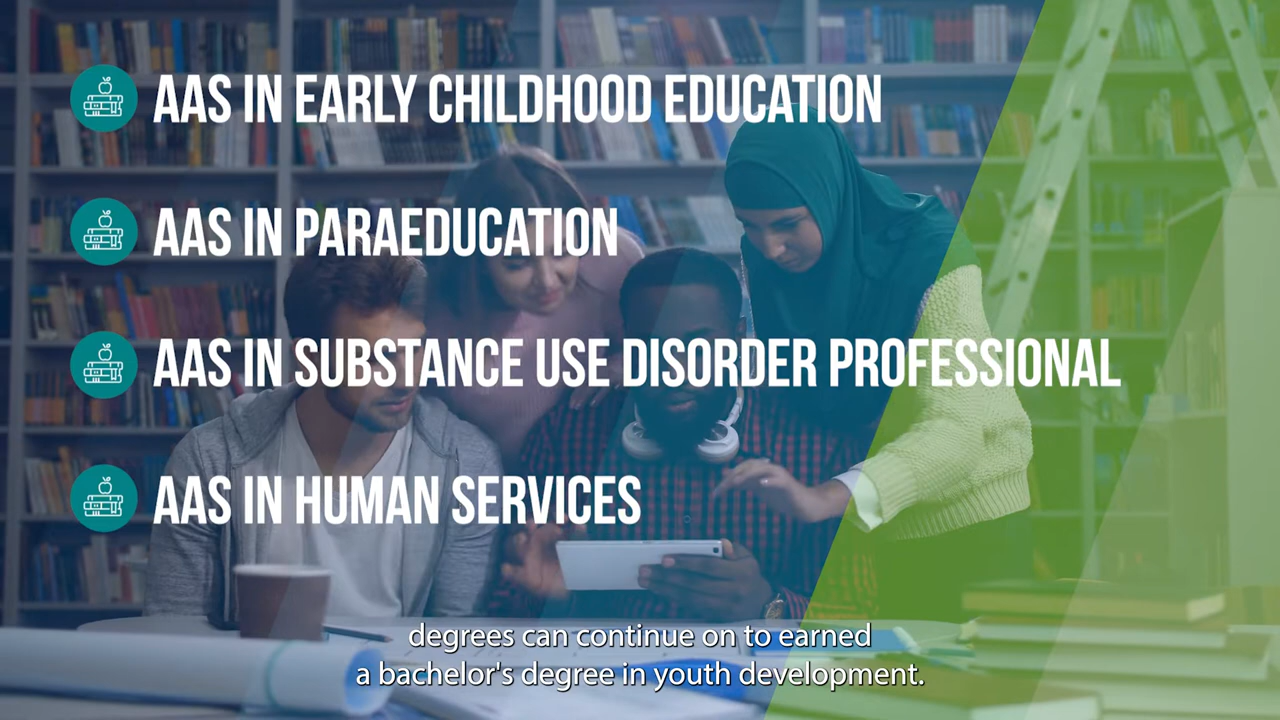 AAS IN EARLY CHILDHOOD EDUCATION
AAS IN PARAEDUCATION
AAS IN SUBSTANCE USE DISORDER PROFESSIONAL
AAS IN HUMAN SERVICES
degrees can continue on to earned
a bachelor's degree in youth development.